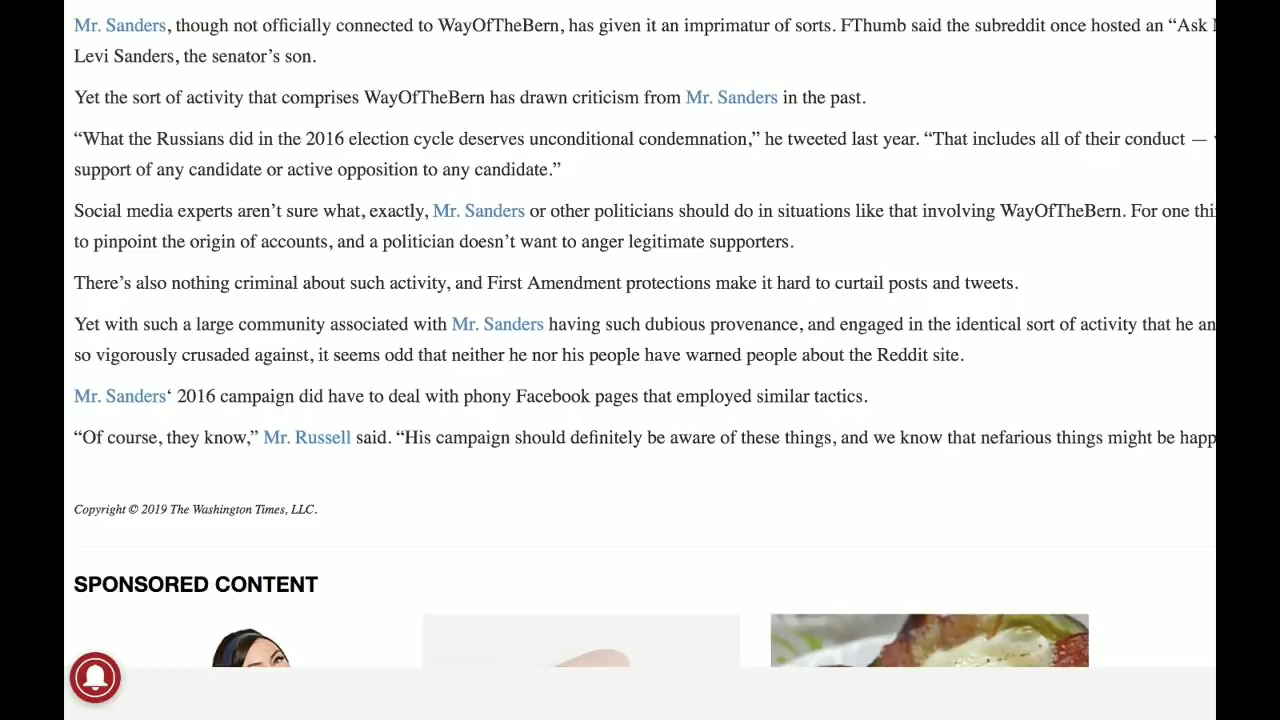 Mr. Sanders, though not officially connected to WayOfTheBern, has given it an imprimatur of sorts. FThumb said the subreddit once hosted an “Ask
Levi Sanders, the senator’s son.
Yet the sort of activity that comprises WayOfTheBern has drawn criticism from Mr. Sanders in the past.
“What the Russians did in the 2016 election cycle deserves unconditional condemnation,” he tweeted last year. “That includes all of their conduct —
support of any candidate or active opposition to any candidate.”
Social media experts aren’t sure what, exactly, Mr. Sanders or other politicians should do in situations like that involving WayOfTheBern. For one thi
to pinpoint the origin of accounts, and a politician doesn’t want to anger legitimate supporters.
There’s also nothing criminal about such activity, and First Amendment protections make it hard to curtail posts and tweets.
Yet with such a large community associated with Mr. Sanders having such dubious provenance, and engaged in the identical sort of activity that he an
so vigorously crusaded against, it seems odd that neither he nor his people have warned people about the Reddit site.
Mr. Sanders‘ 2016 campaign did have to deal with phony Facebook pages that employed similar tactics.
“Of course, they know,” Mr. Russell said. “His campaign should definitely be aware of these things, and we know that nefarious things might be happ
Copyright © 2019 The Washington Times, LLC.
SPONSORED CONTENT